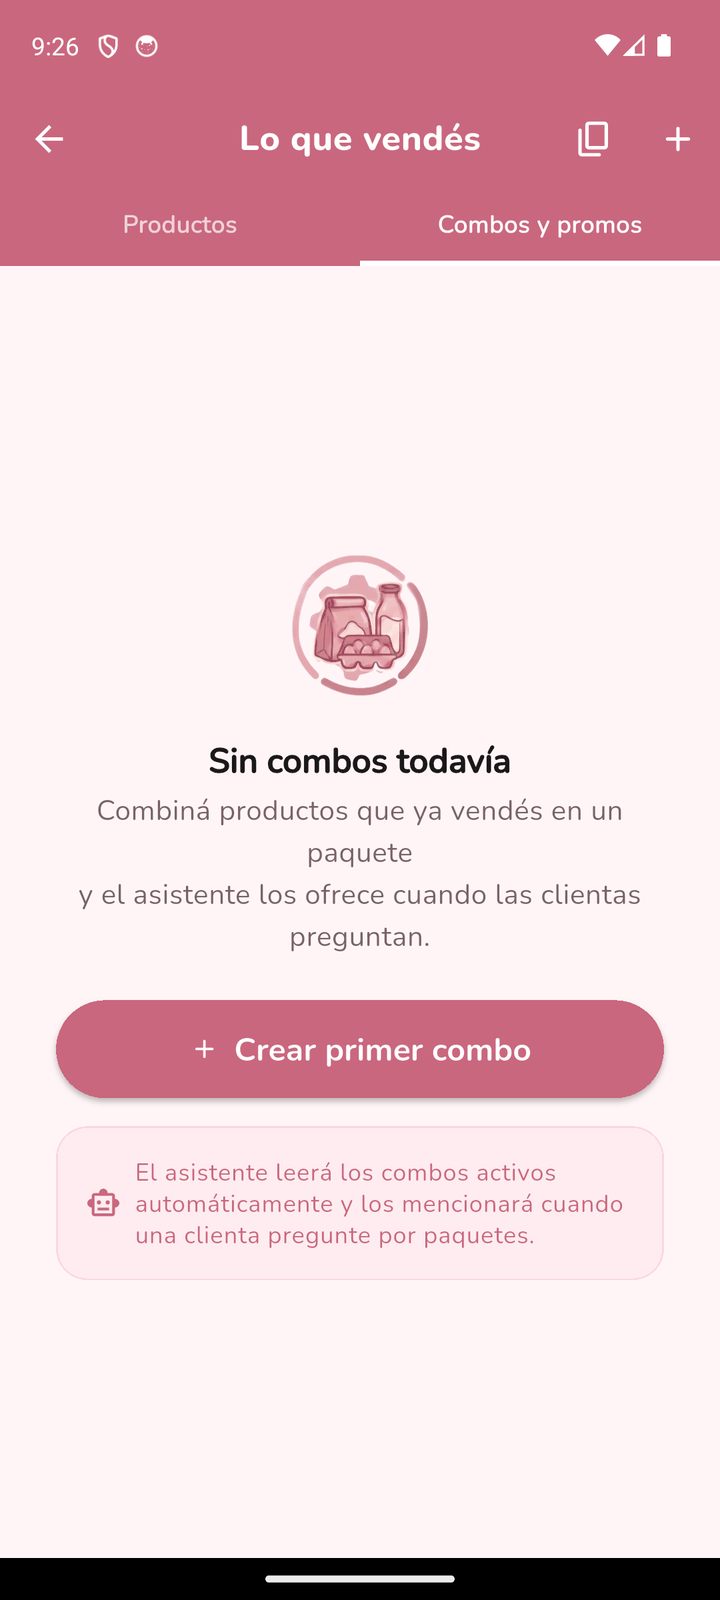 9:26
Lo que vendés
Productos
Combos y promos
Sin combos todavía
Combiná productos que ya vendés en un
paquete
y el asistente los ofrece cuando las clientas
preguntan.
+ Crear primer combo
El asistente leerá los combos activos
automáticamente y los mencionará cuando
una clienta pregunte por paquetes.